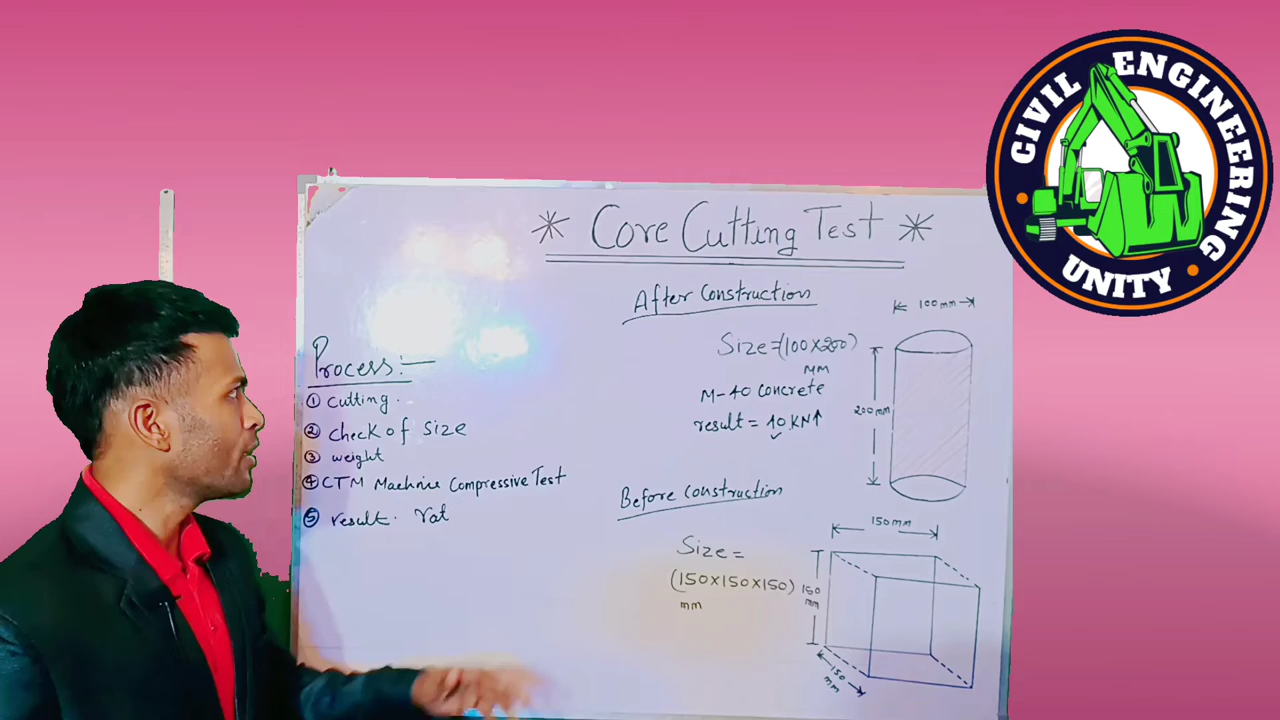 CIVIL ENGINEERING
UNITY
* Core Cutting Test *
After Construction
100mm
Size=(100x200)
mm
M-40 Concrete
result = 10 KN↑
200mm
Process:-
① Cutting.
② Check of Size
③ weight
④ CTM Machine Compressive Test
⑤ result. rat
Before Construction
150mm
Size =
(150x150x150)
mm
150
mm
150
mm